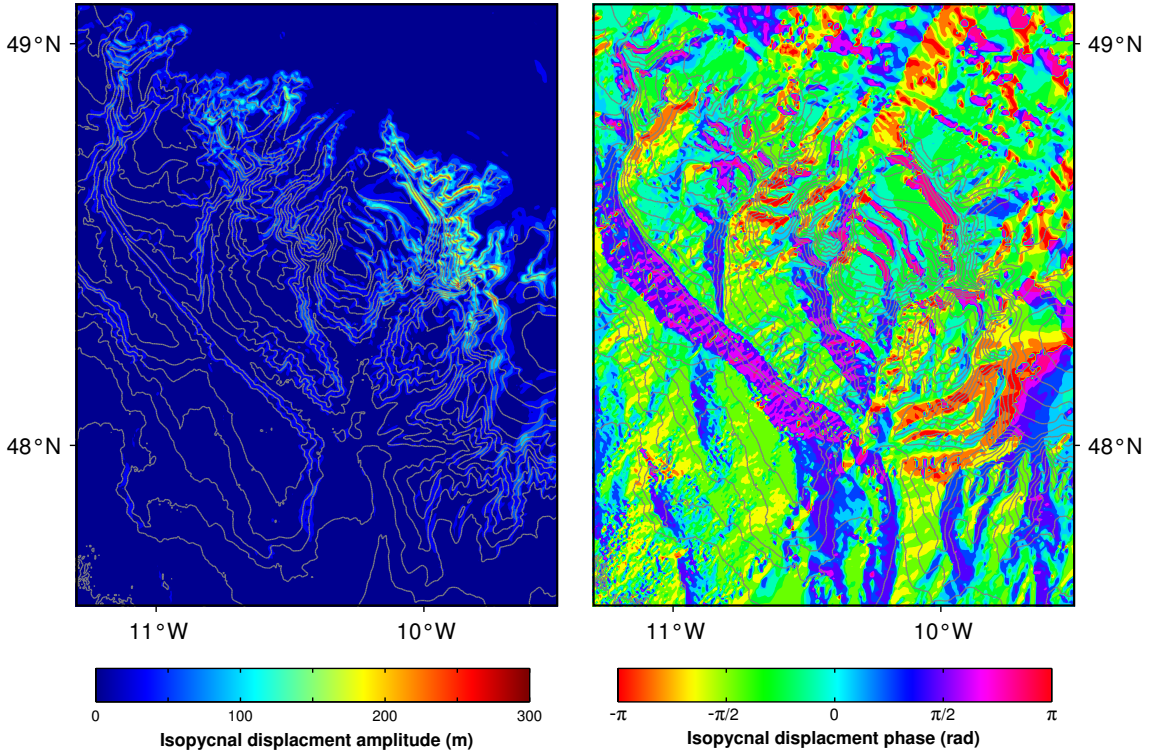 49°N
49°N
48°N
48°N
11°W
10°W
11°W
10°W
0
100
200
300
-π
-π/2
0
π/2
π
Isopycnal displacment amplitude (m)
Isopycnal displacment phase (rad)